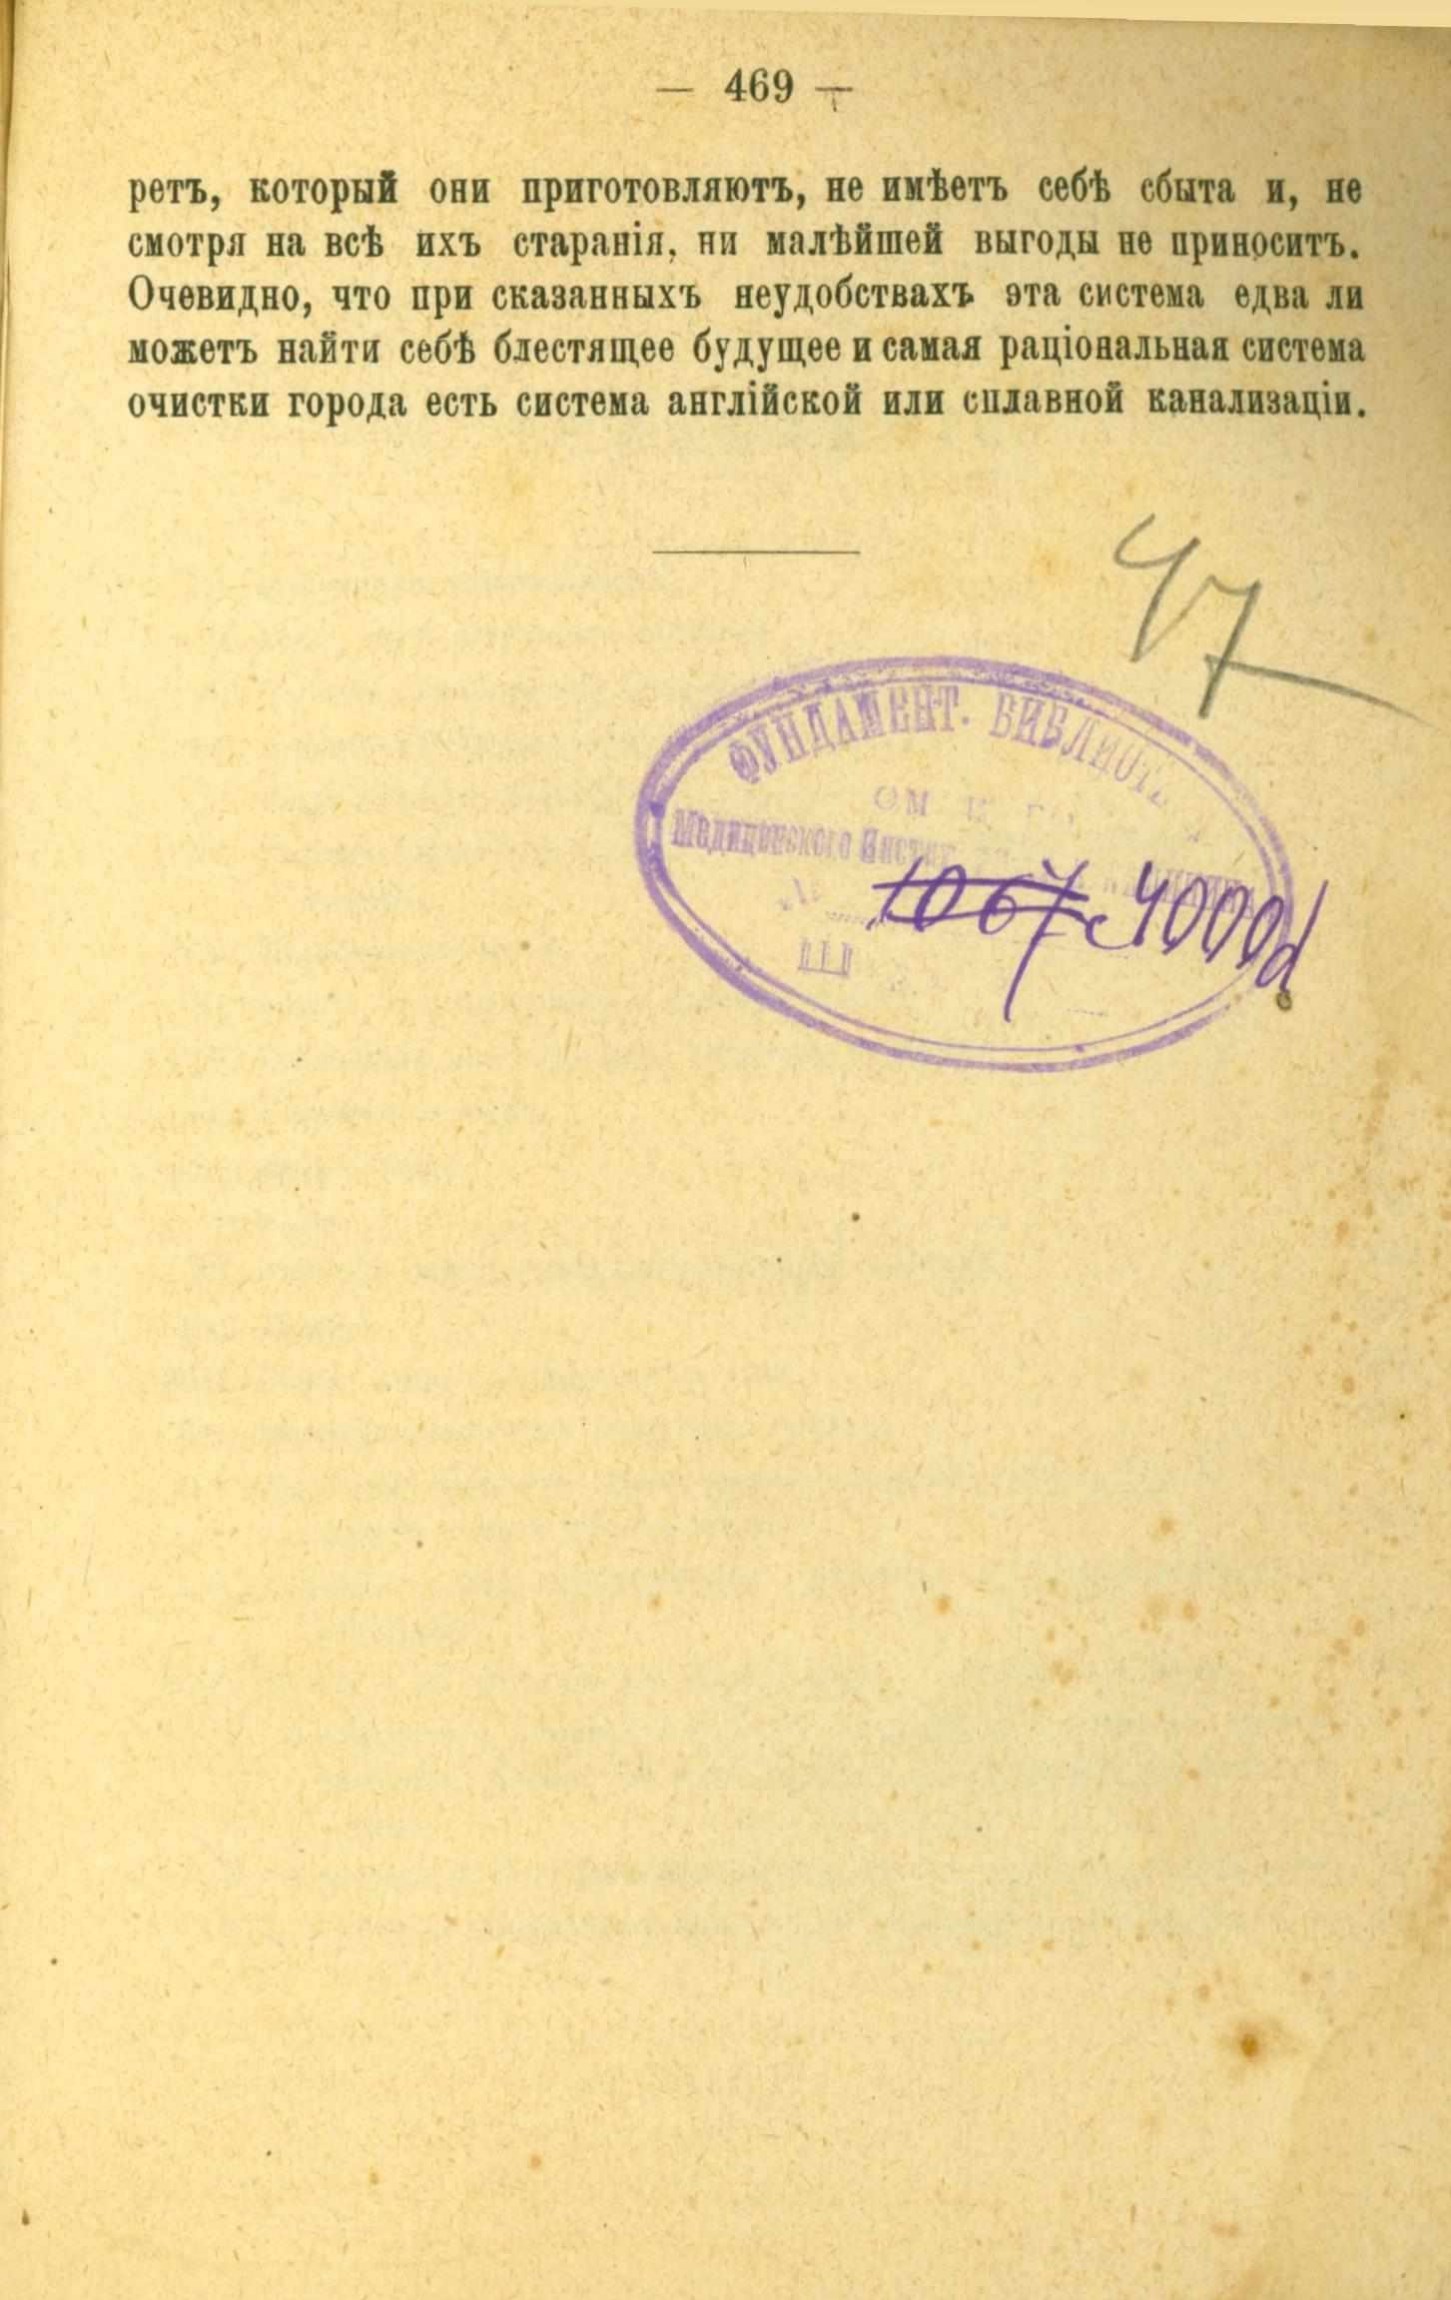 — 469 —
ретъ, который они приготовляютъ, не имѣетъ себѣ сбыта и, не
смотря на всѣ ихъ старанія, ни малѣйшей выгоды не приноситъ.
Очевидно, что при сказанныхъ неудобствахъ эта система едва ли
можетъ найти себѣ блестящее будущее и самая раціональная система
очистки города есть система англійской или сплавной канализаціи.
47
ФУНДАМЕНТ. БИБЛИОТ
Медицинского
1067 4000d